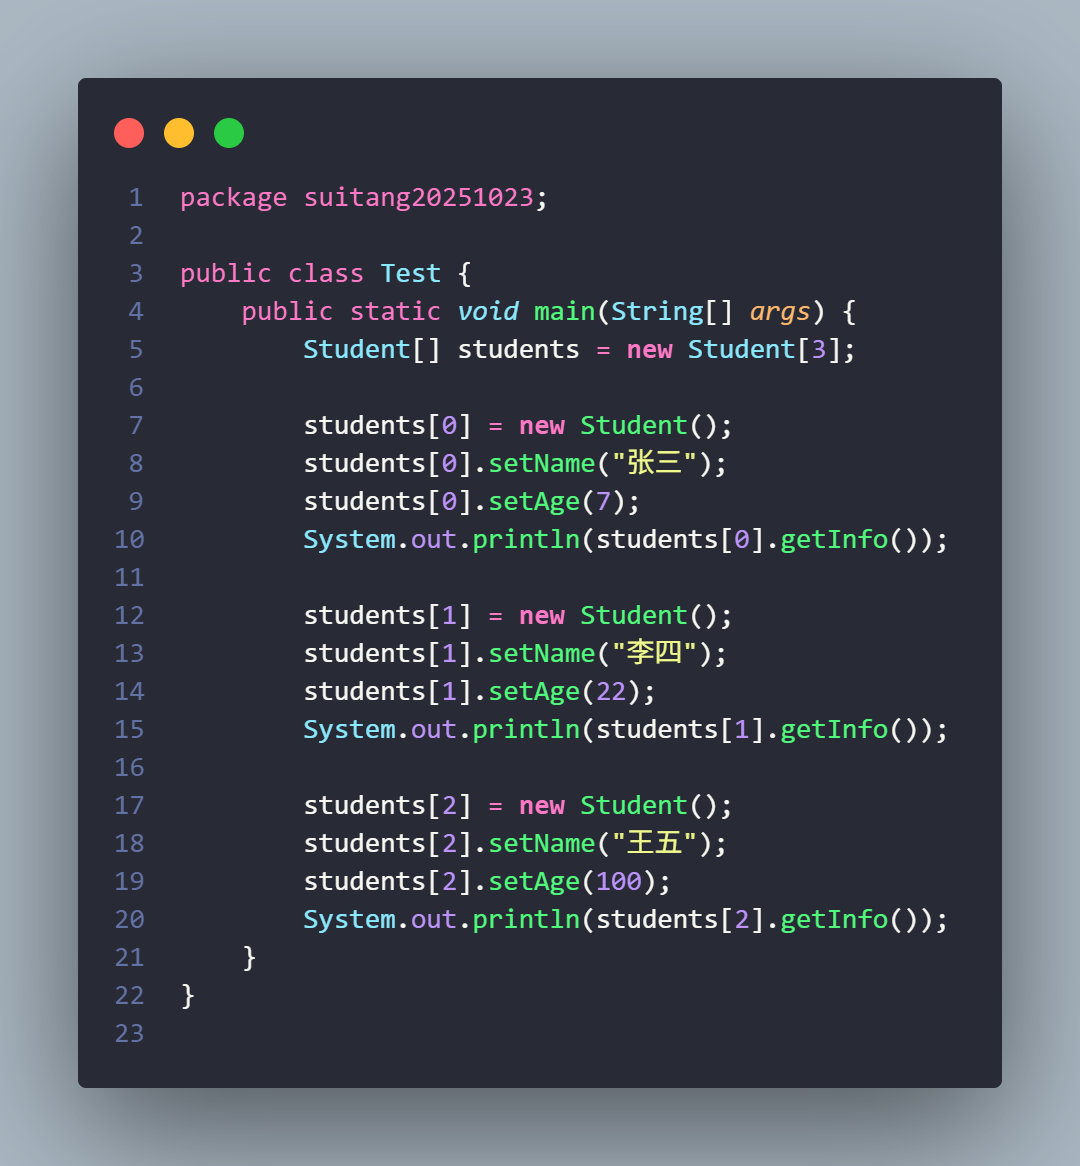 1 package suitang20251023;
2
3 public class Test {
4     public static void main(String[] args) {
5         Student[] students = new Student[3];
6
7         students[0] = new Student();
8         students[0].setName("张三");
9         students[0].setAge(7);
10         System.out.println(students[0].getInfo());
11
12         students[1] = new Student();
13         students[1].setName("李四");
14         students[1].setAge(22);
15         System.out.println(students[1].getInfo());
16
17         students[2] = new Student();
18         students[2].setName("王五");
19         students[2].setAge(100);
20         System.out.println(students[2].getInfo());
21     }
22 }
23